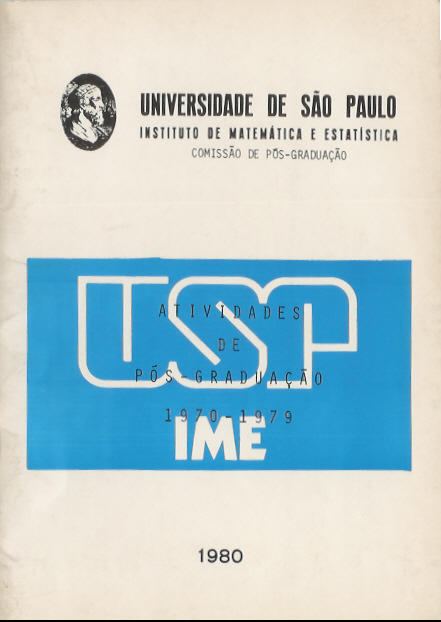 UNIVERSIDADE DE SÃO PAULO
INSTITUTO DE MATEMÁTICA E ESTATÍSTICA
COMISSÃO DE PÓS-GRADUAÇÃO
USP
ATIVIDADES
DE
PÓS-GRADUAÇÃO
1970-1979
IME
1980